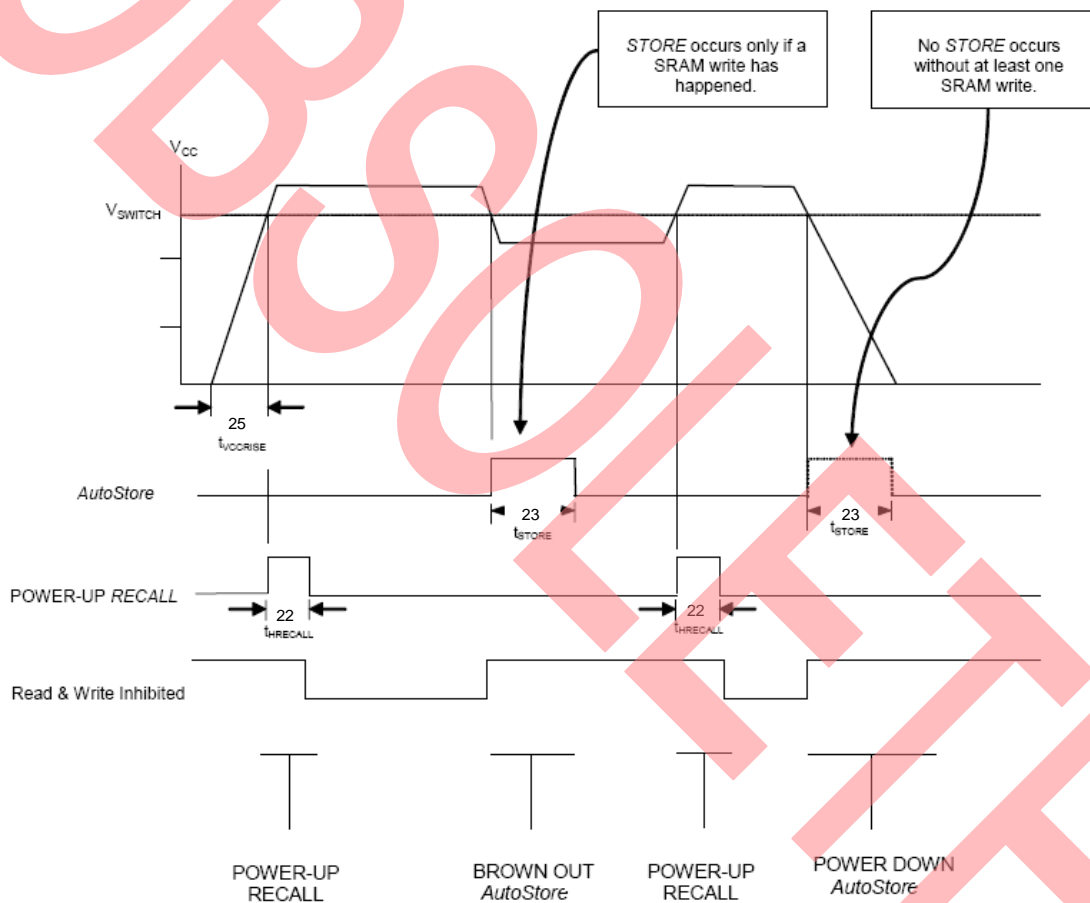 STORE occurs only if a
SRAM write has
happened.
No STORE occurs
without at least one
SRAM write.
VCC
VSWITCH
25
tVCCRISE
AutoStore
23
tSTORE
23
tSTORE
POWER-UP RECALL
22
tHRECALL
22
tHRECALL
Read & Write Inhibited
POWER-UP
RECALL
BROWN OUT
AutoStore
POWER-UP
RECALL
POWER DOWN
AutoStore
OBSOLETE